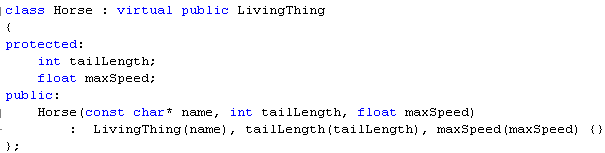 class Horse : virtual public LivingThing
{
protected:
    int tailLength;
    float maxSpeed;
public:
    Horse(const char* name, int tailLength, float maxSpeed)
        :  LivingThing(name), tailLength(tailLength), maxSpeed(maxSpeed) {}
};